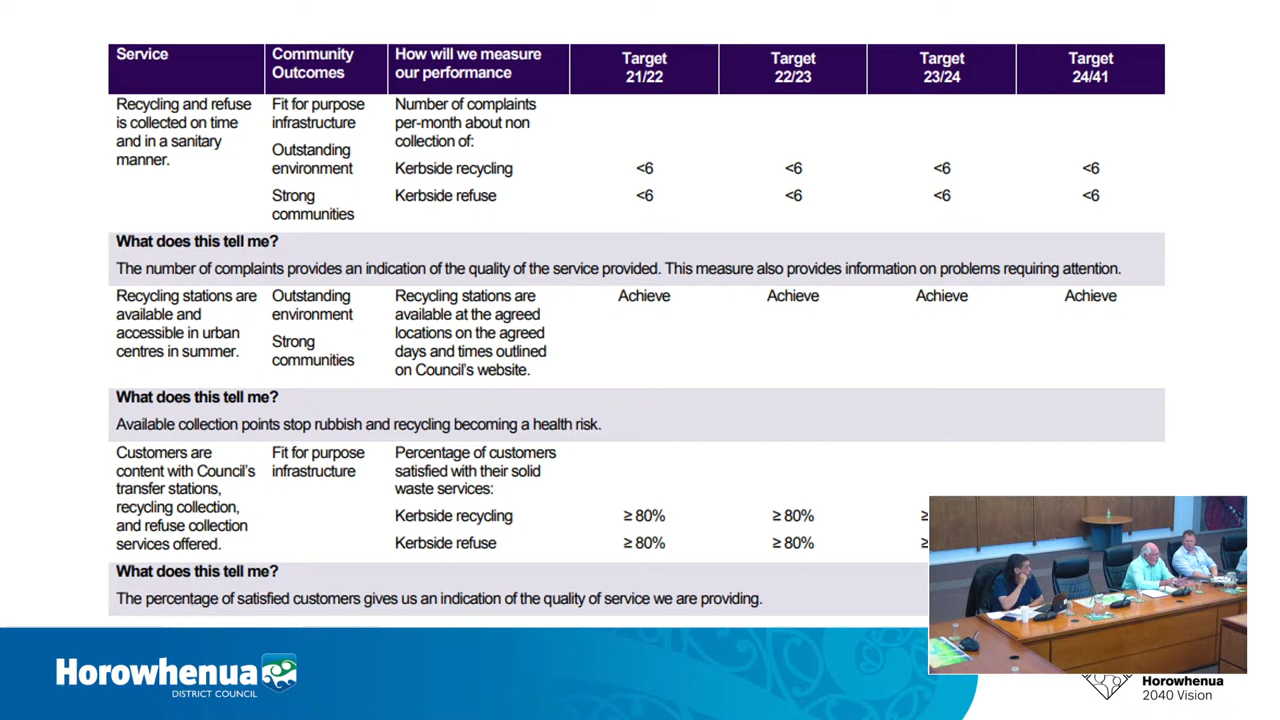 Service
Community
Outcomes
How will we measure
our performance
Target
21/22
Target
22/23
Target
23/24
Target
24/41
Recycling and refuse
is collected on time
and in a sanitary
manner.
Fit for purpose
infrastructure
Outstanding
environment
Strong
communities
Number of complaints
per-month about non
collection of:
Kerbside recycling
<6
<6
<6
<6
Kerbside refuse
<6
<6
<6
<6
What does this tell me?
The number of complaints provides an indication of the quality of the service provided. This measure also provides information on problems requiring attention.
Recycling stations are
available and
accessible in urban
centres in summer.
Outstanding
environment
Strong
communities
Recycling stations are
available at the agreed
locations on the agreed
days and times outlined
on Council's website.
Achieve
Achieve
Achieve
Achieve
What does this tell me?
Available collection points stop rubbish and recycling becoming a health risk.
Customers are
content with Council's
transfer stations,
recycling collection,
and refuse collection
services offered.
Fit for purpose
infrastructure
Percentage of customers
satisfied with their solid
waste services:
Kerbside recycling
≥ 80%
≥ 80%
≥
Kerbside refuse
≥ 80%
≥ 80%
≥
What does this tell me?
The percentage of satisfied customers gives us an indication of the quality of service we are providing.
Horowhenua
DISTRICT COUNCIL
Horowhenua
2040 Vision